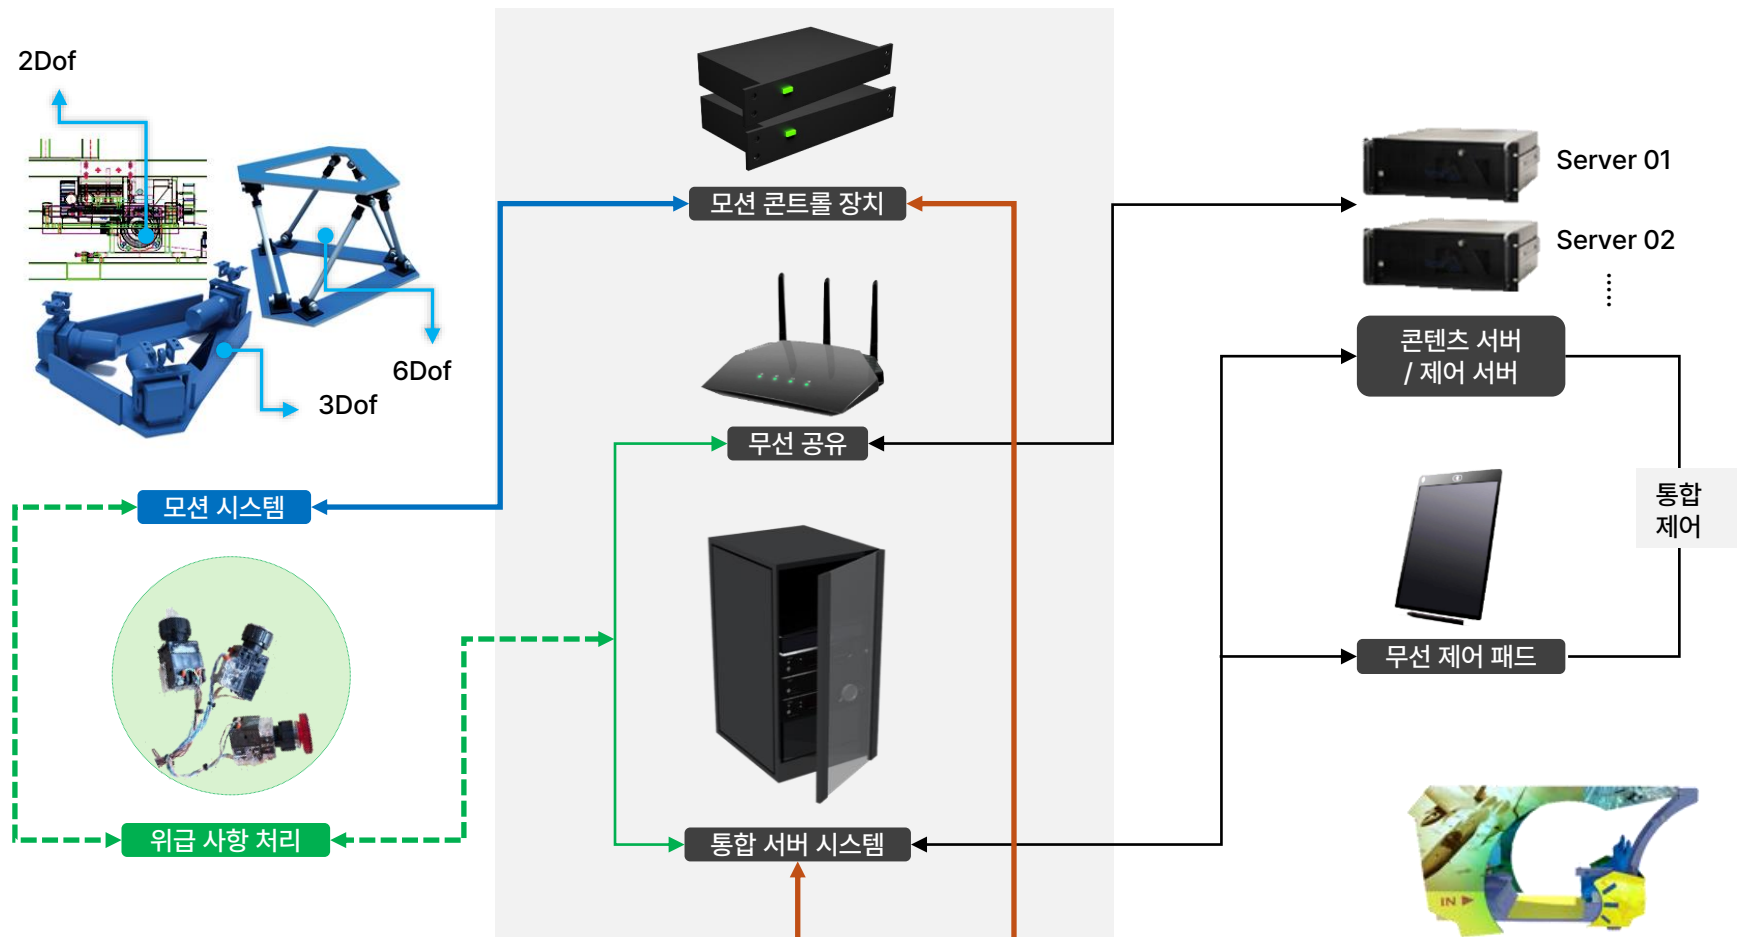 2Dof
6Dof
3Dof
모션 시스템
위급 사항 처리
모션 콘트롤 장치
무선 공유
통합 서버 시스템
Server 01
Server 02
콘텐츠 서버
/ 제어 서버
통합
제어
무선 제어 패드
IN